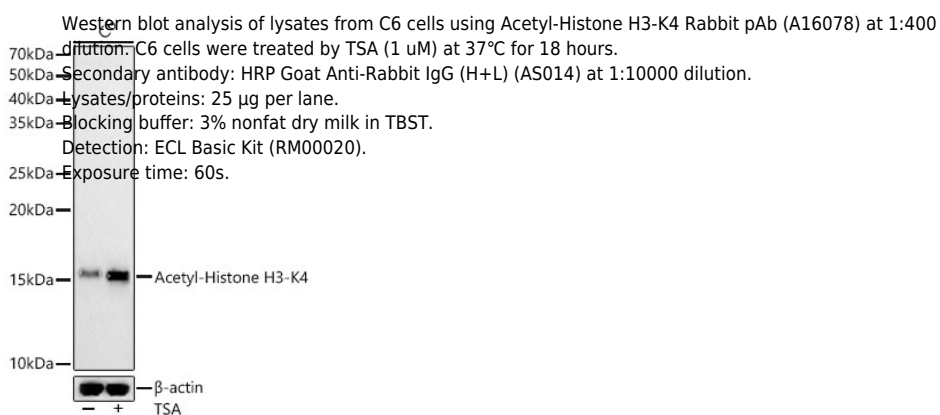 Western blot analysis of lysates from C6 cells using Acetyl-Histone H3-K4 Rabbit pAb (A16078) at 1:400
dilution. C6 cells were treated by TSA (1 uM) at 37℃ for 18 hours.
Secondary antibody: HRP Goat Anti-Rabbit IgG (H+L) (AS014) at 1:10000 dilution.
Lysates/proteins: 25 μg per lane.
Blocking buffer: 3% nonfat dry milk in TBST.
Detection: ECL Basic Kit (RM00020).
Exposure time: 60s.
70kDa
50kDa
40kDa
35kDa
25kDa
20kDa
15kDa
Acetyl-Histone H3-K4
10kDa
β-actin
− + TSA